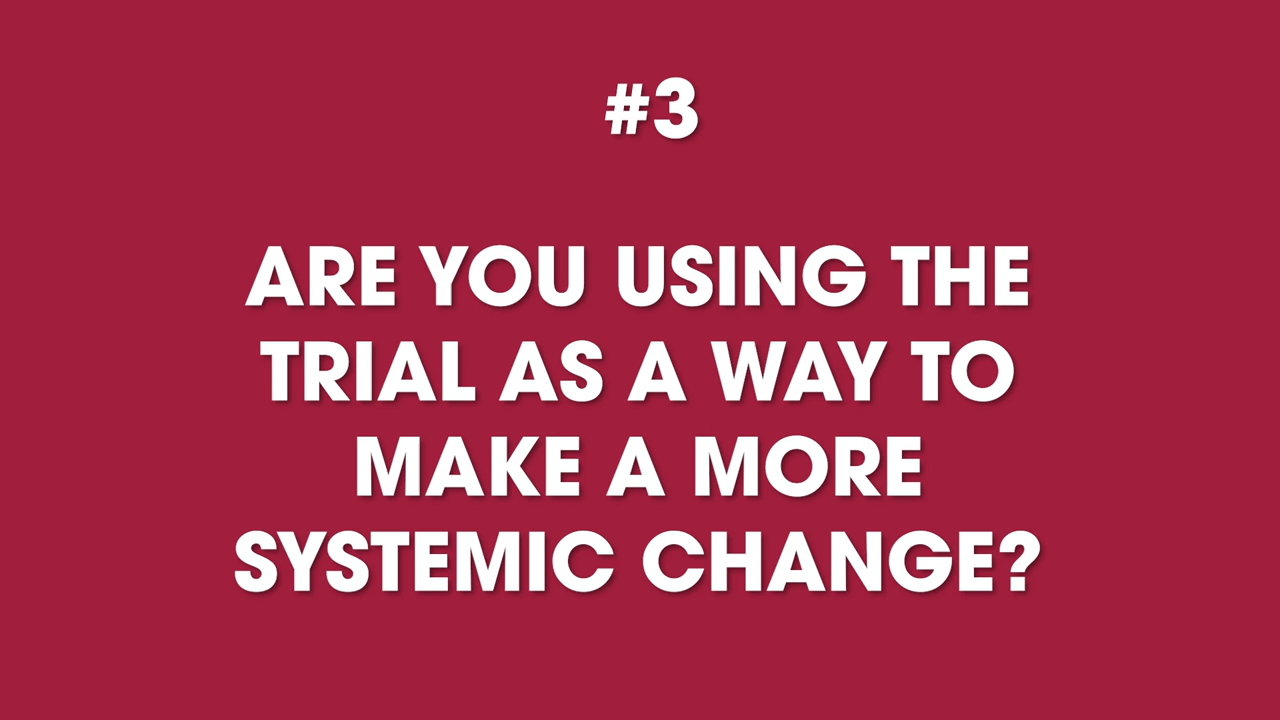 #3
ARE YOU USING THE
TRIAL AS A WAY TO
MAKE A MORE
SYSTEMIC CHANGE?